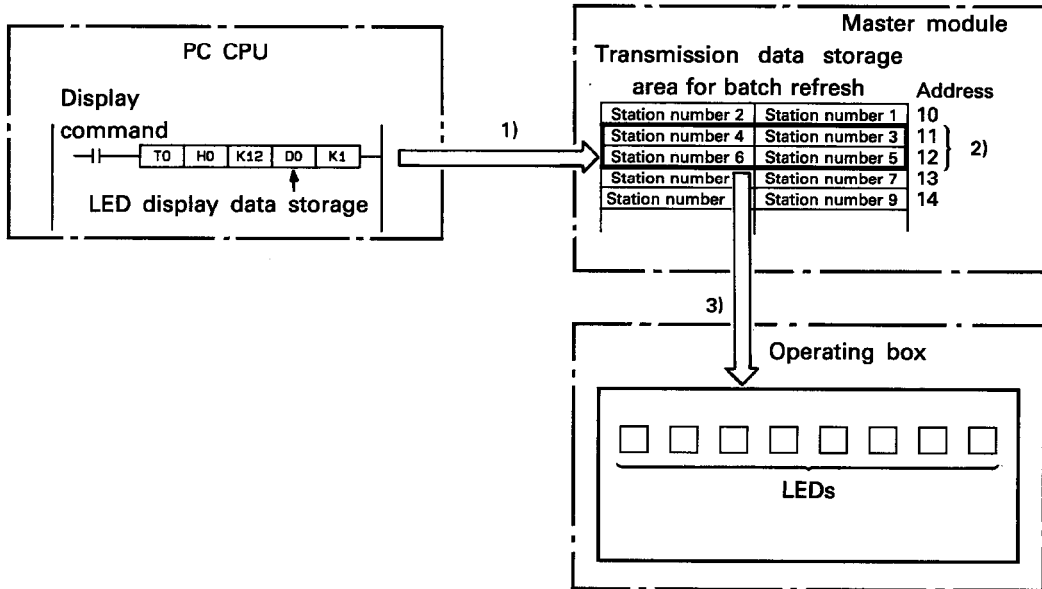 PC CPU
Display
command
TO H0 K12 D0 K1
LED display data storage
1)
Master module
Transmission data storage
area for batch refresh
Address
Station number 2 Station number 1 10
Station number 4 Station number 3 11
Station number 6 Station number 5 12
2)
Station number Station number 7 13
Station number Station number 9 14
3)
Operating box
LEDs